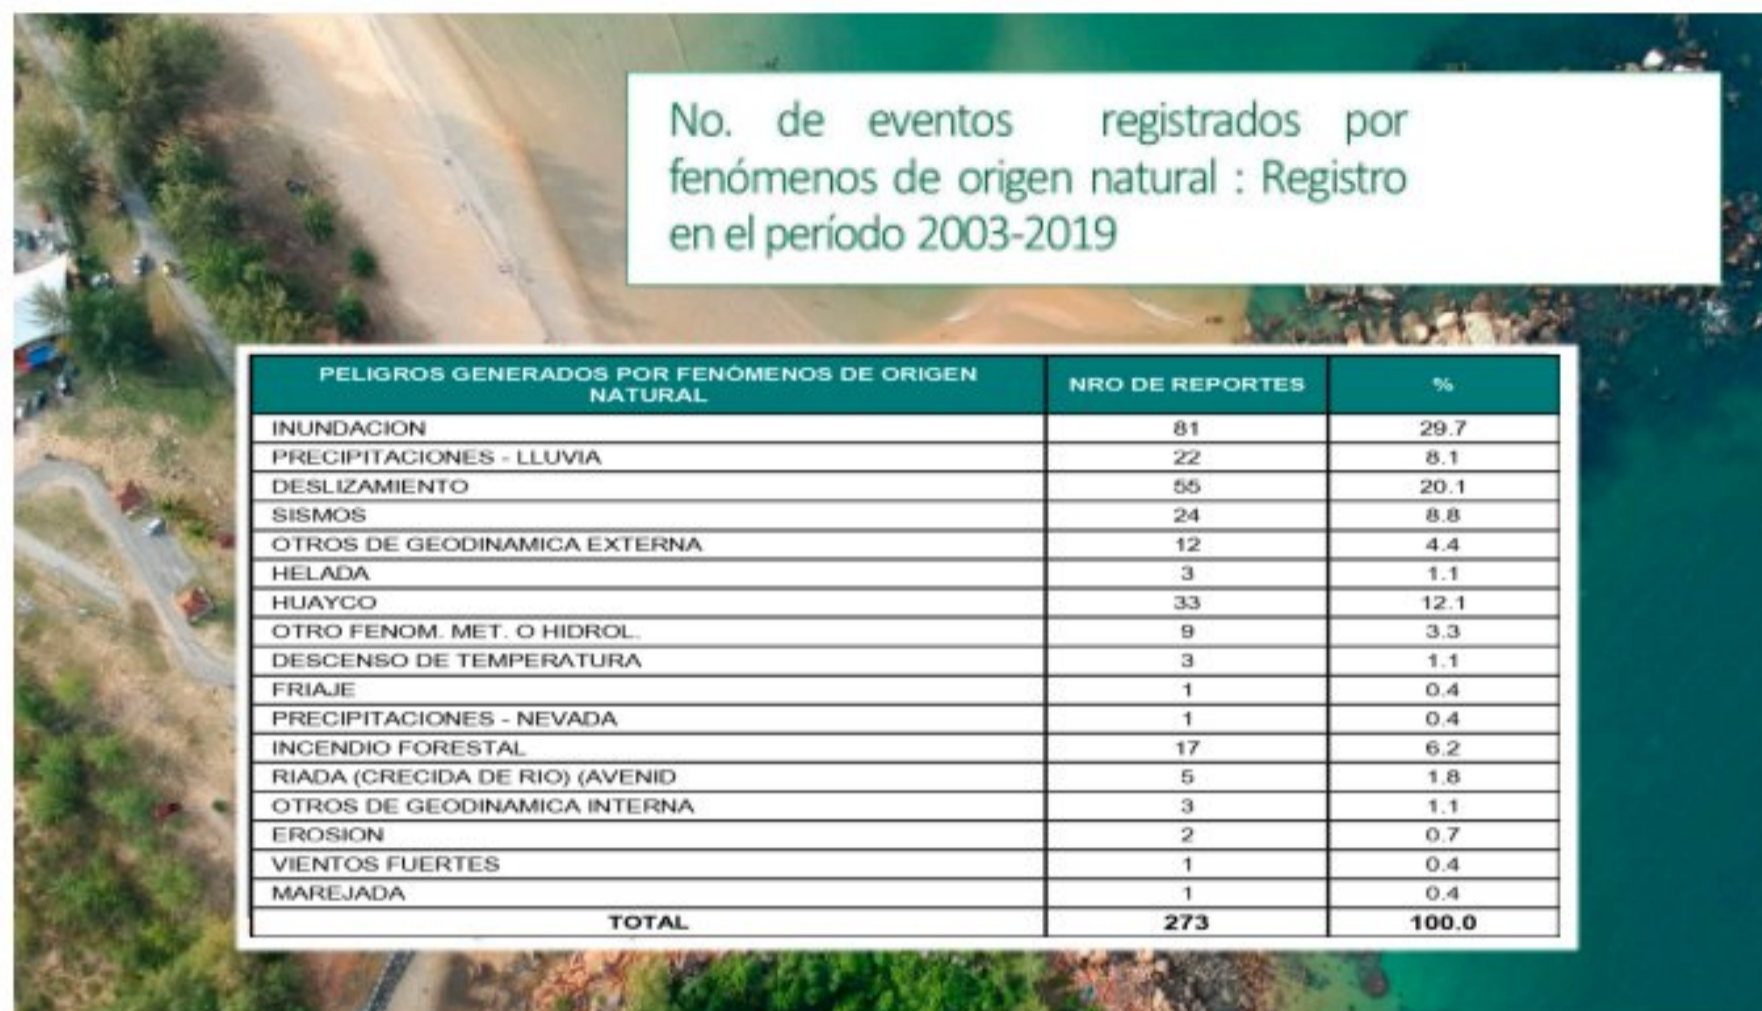 No. de eventos registrados por
fenómenos de origen natural : Registro
en el período 2003-2019
PELIGROS GENERADOS POR FENÓMENOS DE ORIGEN
NATURAL NRO DE REPORTES %
INUNDACION 81 29.7
PRECIPITACIONES - LLUVIA 22 8.1
DESLIZAMIENTO 55 20.1
SISMOS 24 8.8
OTROS DE GEODINAMICA EXTERNA 12 4.4
HELADA 3 1.1
HUAYCO 33 12.1
OTRO FENOM. MET. O HIDROL. 9 3.3
DESCENSO DE TEMPERATURA 3 1.1
FRIAJE 1 0.4
PRECIPITACIONES - NEVADA 1 0.4
INCENDIO FORESTAL 17 6.2
RIADA (CRECIDA DE RIO) (AVENID 5 1.8
OTROS DE GEODINAMICA INTERNA 3 1.1
EROSION 2 0.7
VIENTOS FUERTES 1 0.4
MAREJADA 1 0.4
TOTAL 273 100.0